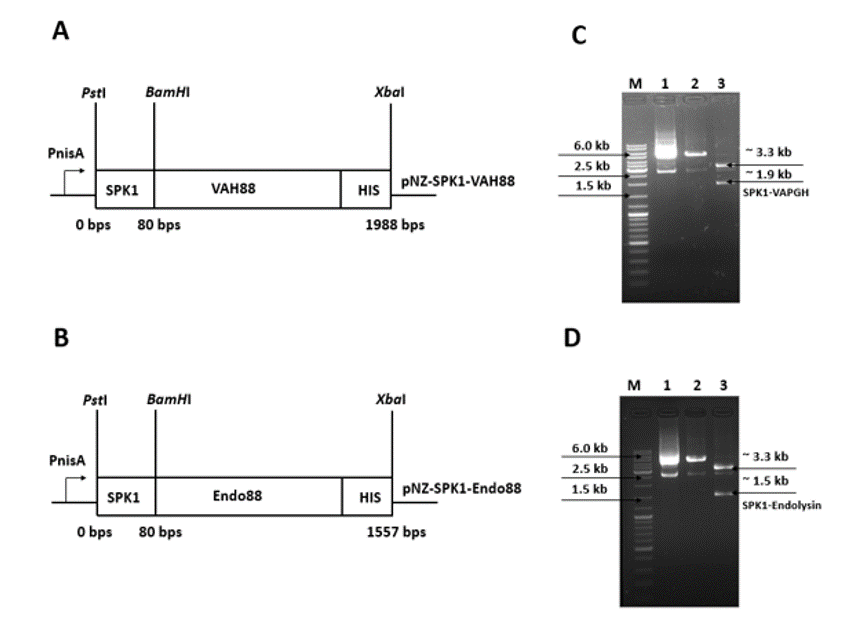 A
PstI
BamHI
XbaI
PnisA
SPK1
VAH88
HIS
pNZ-SPK1-VAH88
0 bps
80 bps
1988 bps
B
PstI
BamHI
XbaI
PnisA
SPK1
Endo88
HIS
pNZ-SPK1-Endo88
0 bps
80 bps
1557 bps
C
M 1 2 3
6.0 kb
2.5 kb
1.5 kb
~ 3.3 kb
~ 1.9 kb
SPK1-VAPGH
D
M 1 2 3
6.0 kb
2.5 kb
1.5 kb
~ 3.3 kb
~ 1.5 kb
SPK1-Endolysin